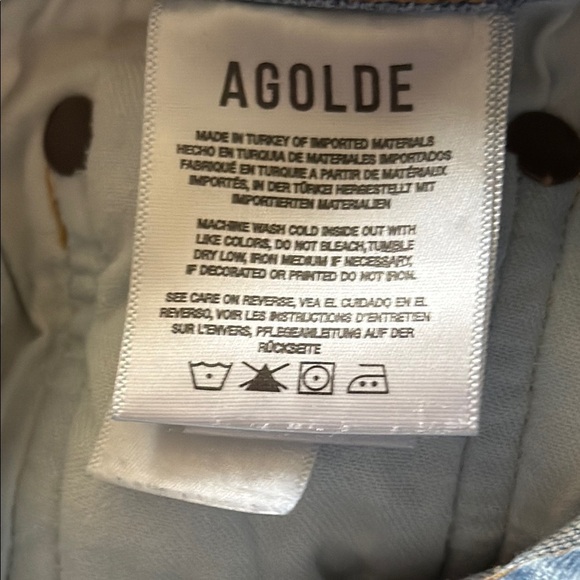 AGOLDE
MADE IN TURKEY OF IMPORTED MATERIALS
HECHO EN TURQUIA DE MATERIALES IMPORTADOS
FABRIQUÉ EN TURQUIE A PARTIR DE MATÉRIAUX
IMPORTÉS, IN DER TÜRKEI HERGESTELLT MIT
IMPORTIERTEN MATERIALIEN
MACHINE WASH COLD INSIDE OUT WITH
LIKE COLORS, DO NOT BLEACH, TUMBLE
DRY LOW, IRON MEDIUM IF NECESSARY,
IF DECORATED OR PRINTED DO NOT IRON.
SEE CARE ON REVERSE, VEA EL CUIDADO EN EL
REVERSO, VOIR LES INSTRUCTIONS D'ENTRETIEN
SUR L'ENVERS, PFLEGEANLEITUNG AUF DER
RÜCKSEITE